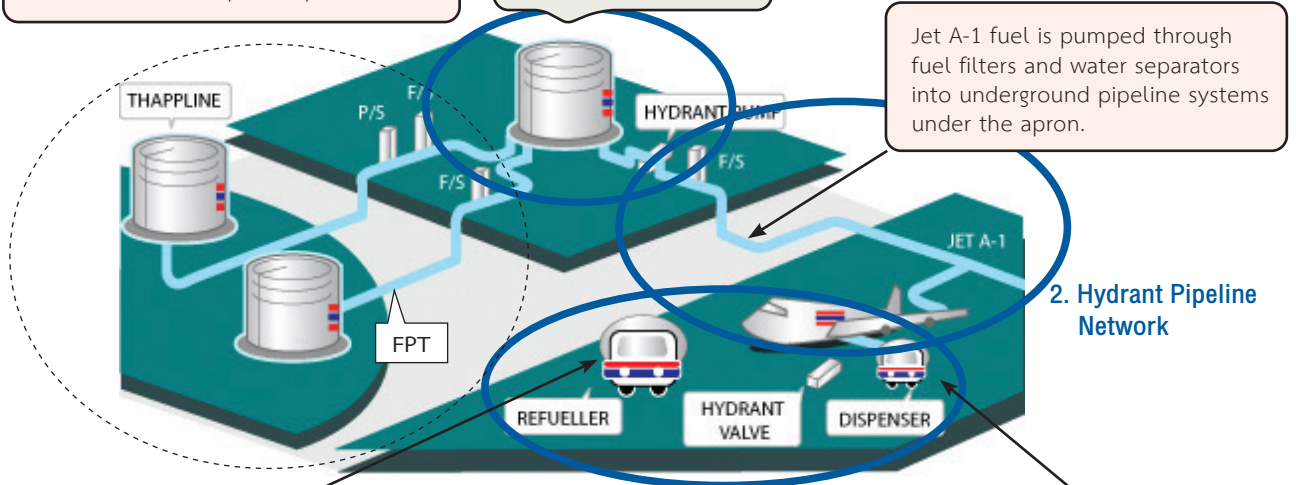 Jet A-1 fuel is pumped through
fuel filters and water separators
into underground pipeline systems
under the apron.
THAPPLINE
P/S
F/S
HYDRANT PUMP
F/S
F/S
JET A-1
2. Hydrant Pipeline
Network
FPT
REFUELLER
HYDRANT
VALVE
DISPENSER